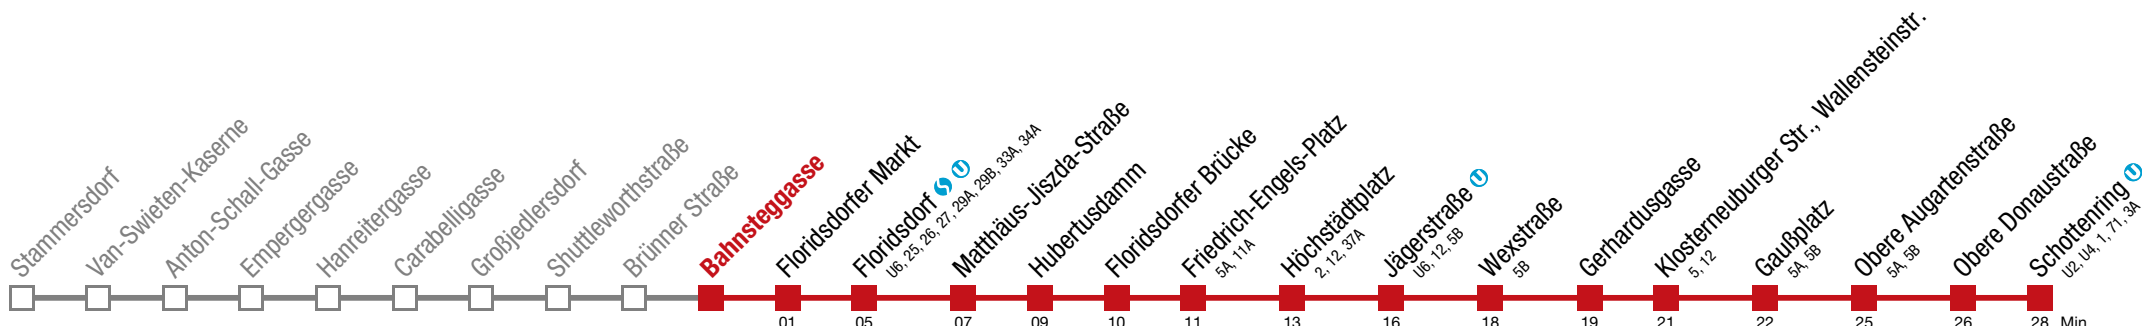 Stammersdorf
Van-Swieten-Kaserne
Anton-Schall-Gasse
Empergergasse
Hanreitergasse
Carabelligasse
Großjedlersdorf
Shuttleworthstraße
Brünner Straße
Bahnsteggasse
Floridsdorfer Markt
Floridsdorf
U6, 25, 26, 27, 29A, 29B, 33A, 34A
Matthäus-Jiszda-Straße
Hubertusdamm
Floridsdorfer Brücke
Friedrich-Engels-Platz
5A, 11A
Höchstädtplatz
2, 12, 37A
Jägerstraße U
U6, 12, 5B
Wexstraße
5B
Gerhardusgasse
Klosterneuburger Str., Wallensteinstr.
5, 12
Gaußplatz
5A, 5B
Obere Augartenstraße
5A, 5B
Obere Donaustraße
Schottenring U
U2, U4, 1, 71, 3A
01 05 07 09 10 11 13 16 18 19 21 22 25 26 28 Min